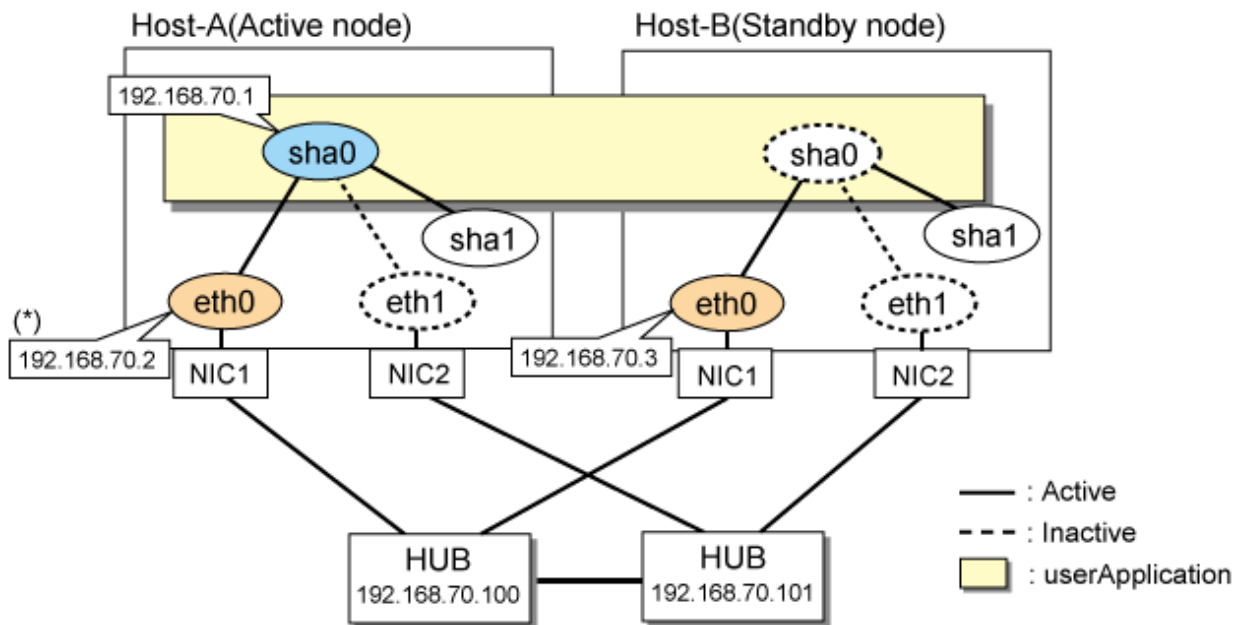 Host-A(Active node)
Host-B(Standby node)
192.168.70.1
sha0
sha0
sha1
sha1
eth0
eth1
eth0
eth1
(*)
192.168.70.2
192.168.70.3
NIC1
NIC2
NIC1
NIC2
HUB
192.168.70.100
HUB
192.168.70.101
: Active
: Inactive
: userApplication